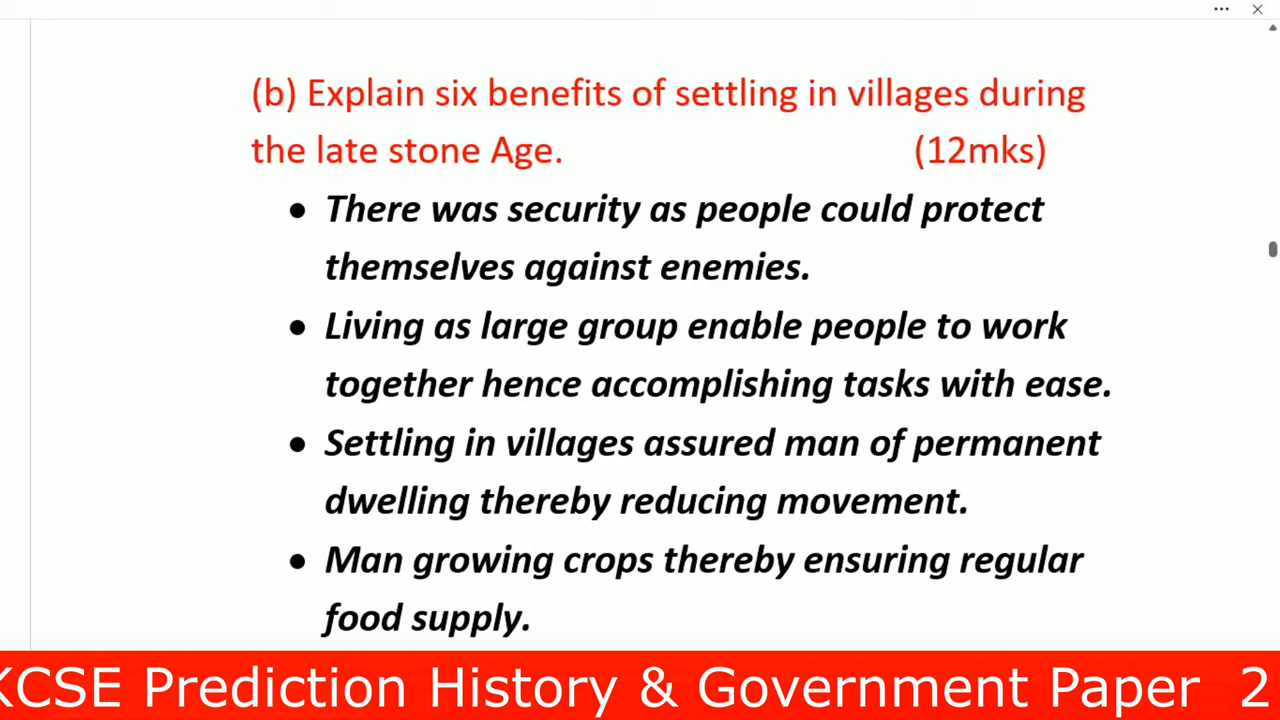 (b) Explain six benefits of settling in villages during
the late stone Age. (12mks)
• There was security as people could protect
themselves against enemies.
• Living as large group enable people to work
together hence accomplishing tasks with ease.
• Settling in villages assured man of permanent
dwelling thereby reducing movement.
• Man growing crops thereby ensuring regular
food supply.
KCSE Prediction History & Government Paper 2